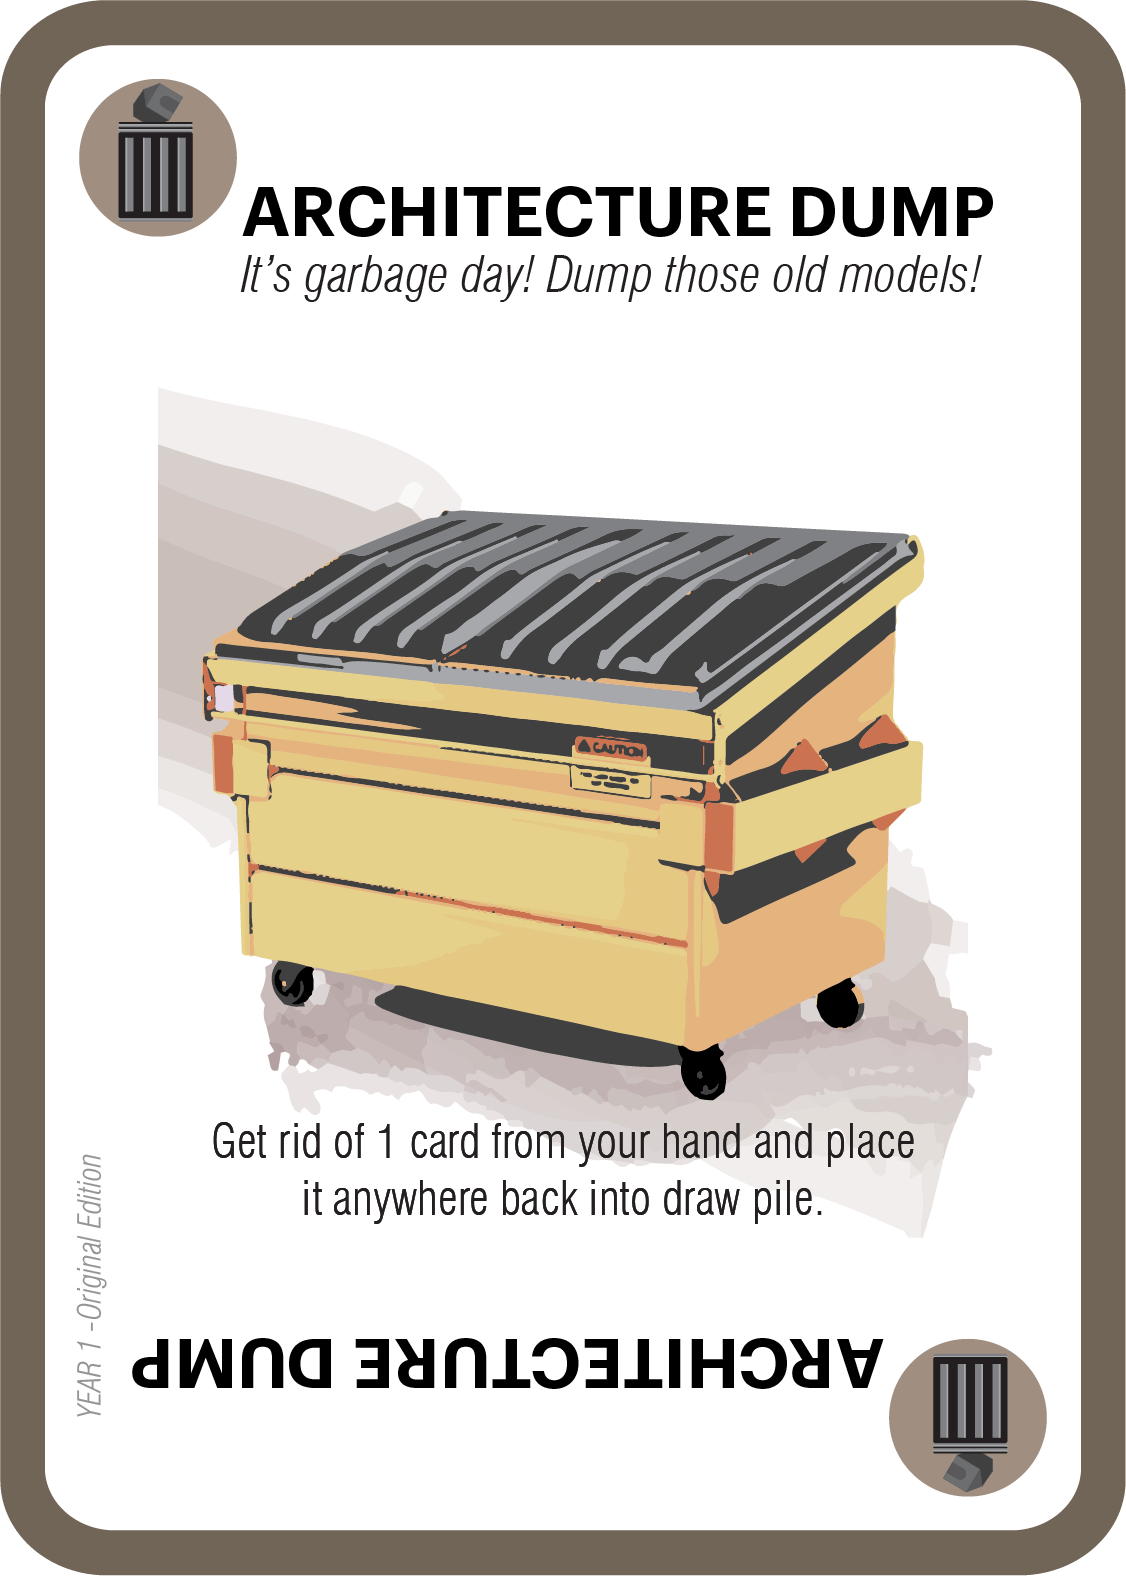 ARCHITECTURE DUMP
It's garbage day! Dump those old models!
CAUTION
Get rid of 1 card from your hand and place
it anywhere back into draw pile.
YEAR 1 -Original Edition
ARCHITECTURE DUMP